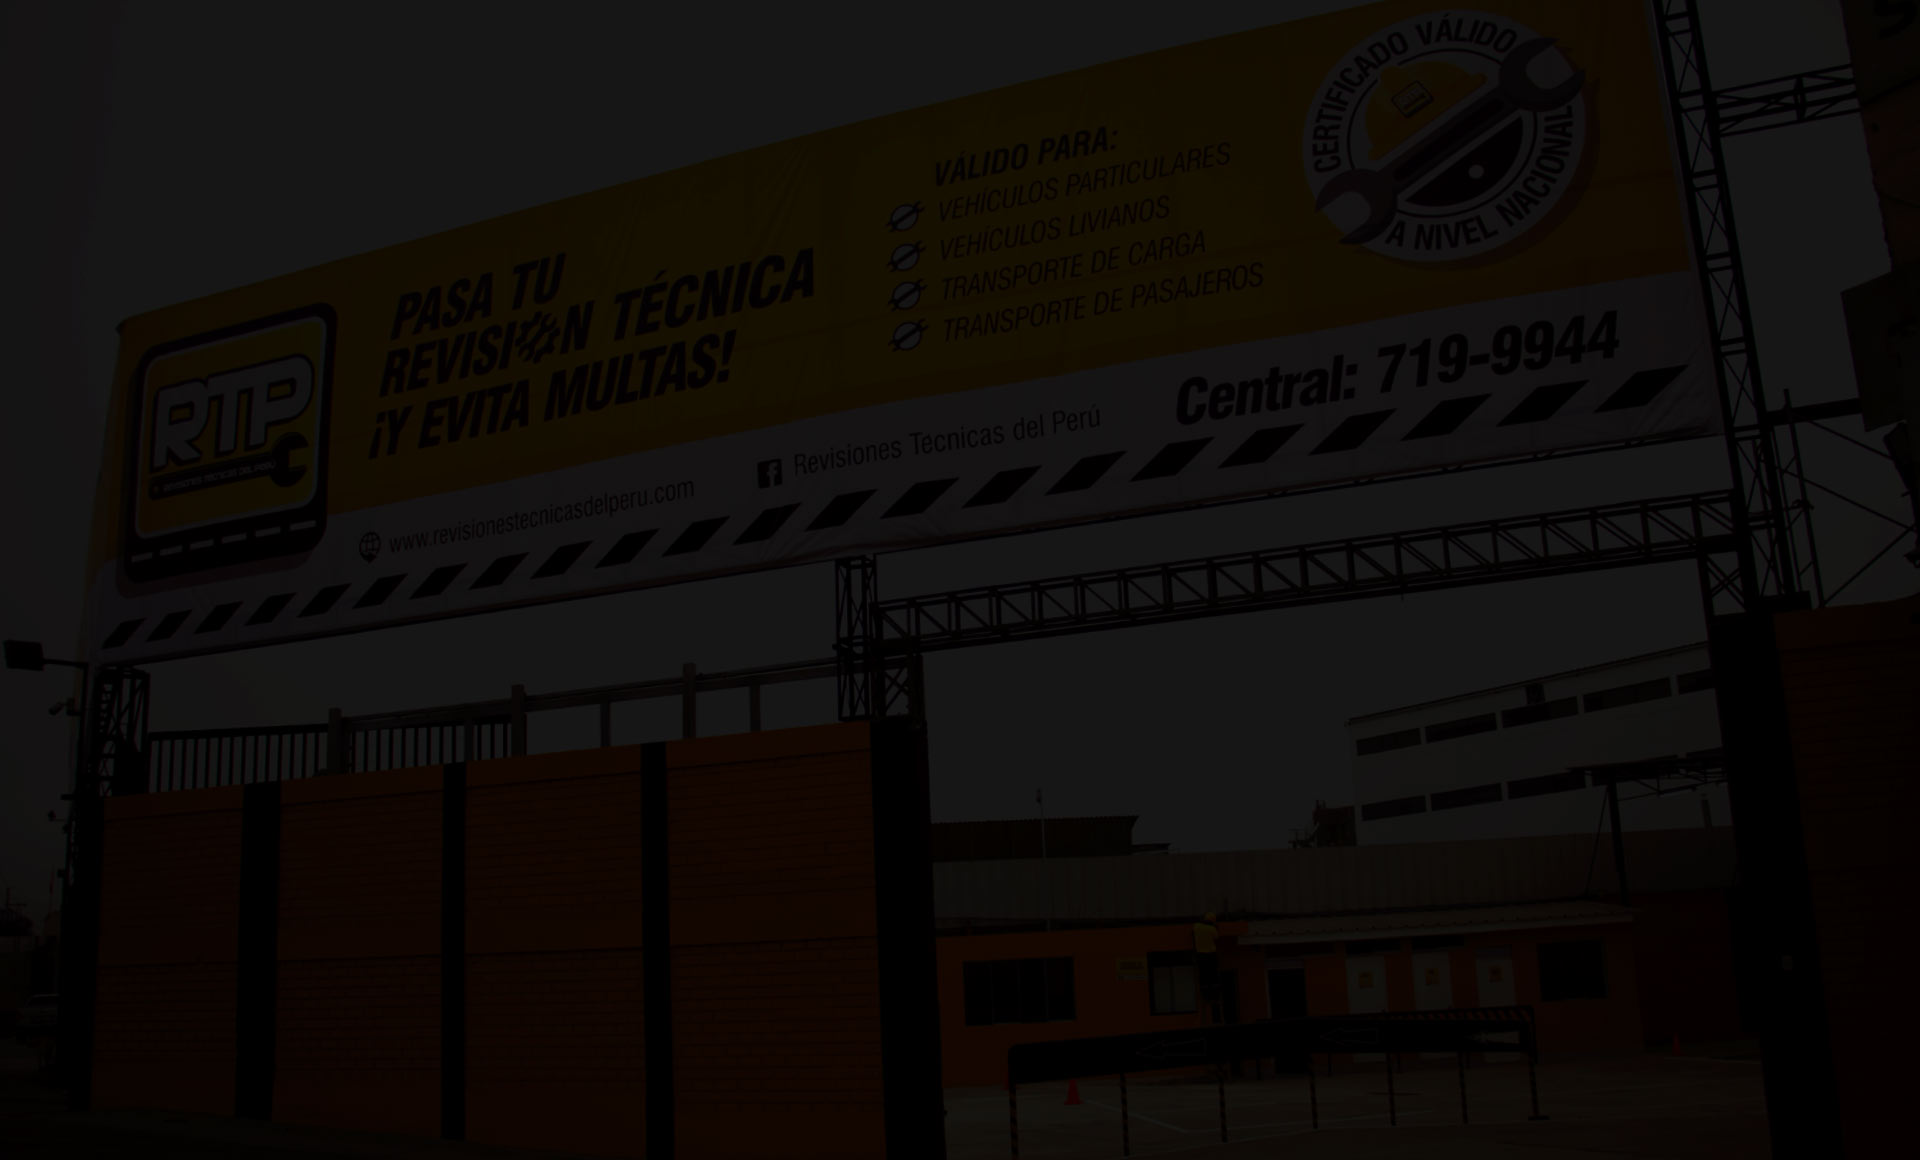 RTP
REVISIONES TÉCNICAS DEL PERÚ
PASA TU
REVISIÓN TÉCNICA
¡Y EVITA MULTAS!
VÁLIDO PARA:
VEHÍCULOS PARTICULARES
VEHÍCULOS LIVIANOS
TRANSPORTE DE CARGA
TRANSPORTE DE PASAJEROS
CERTIFICADO VÁLIDO
A NIVEL NACIONAL
Central: 719-9944
Revisiones Tecnicas del Perú
www.revisionestecnicasdelperu.com